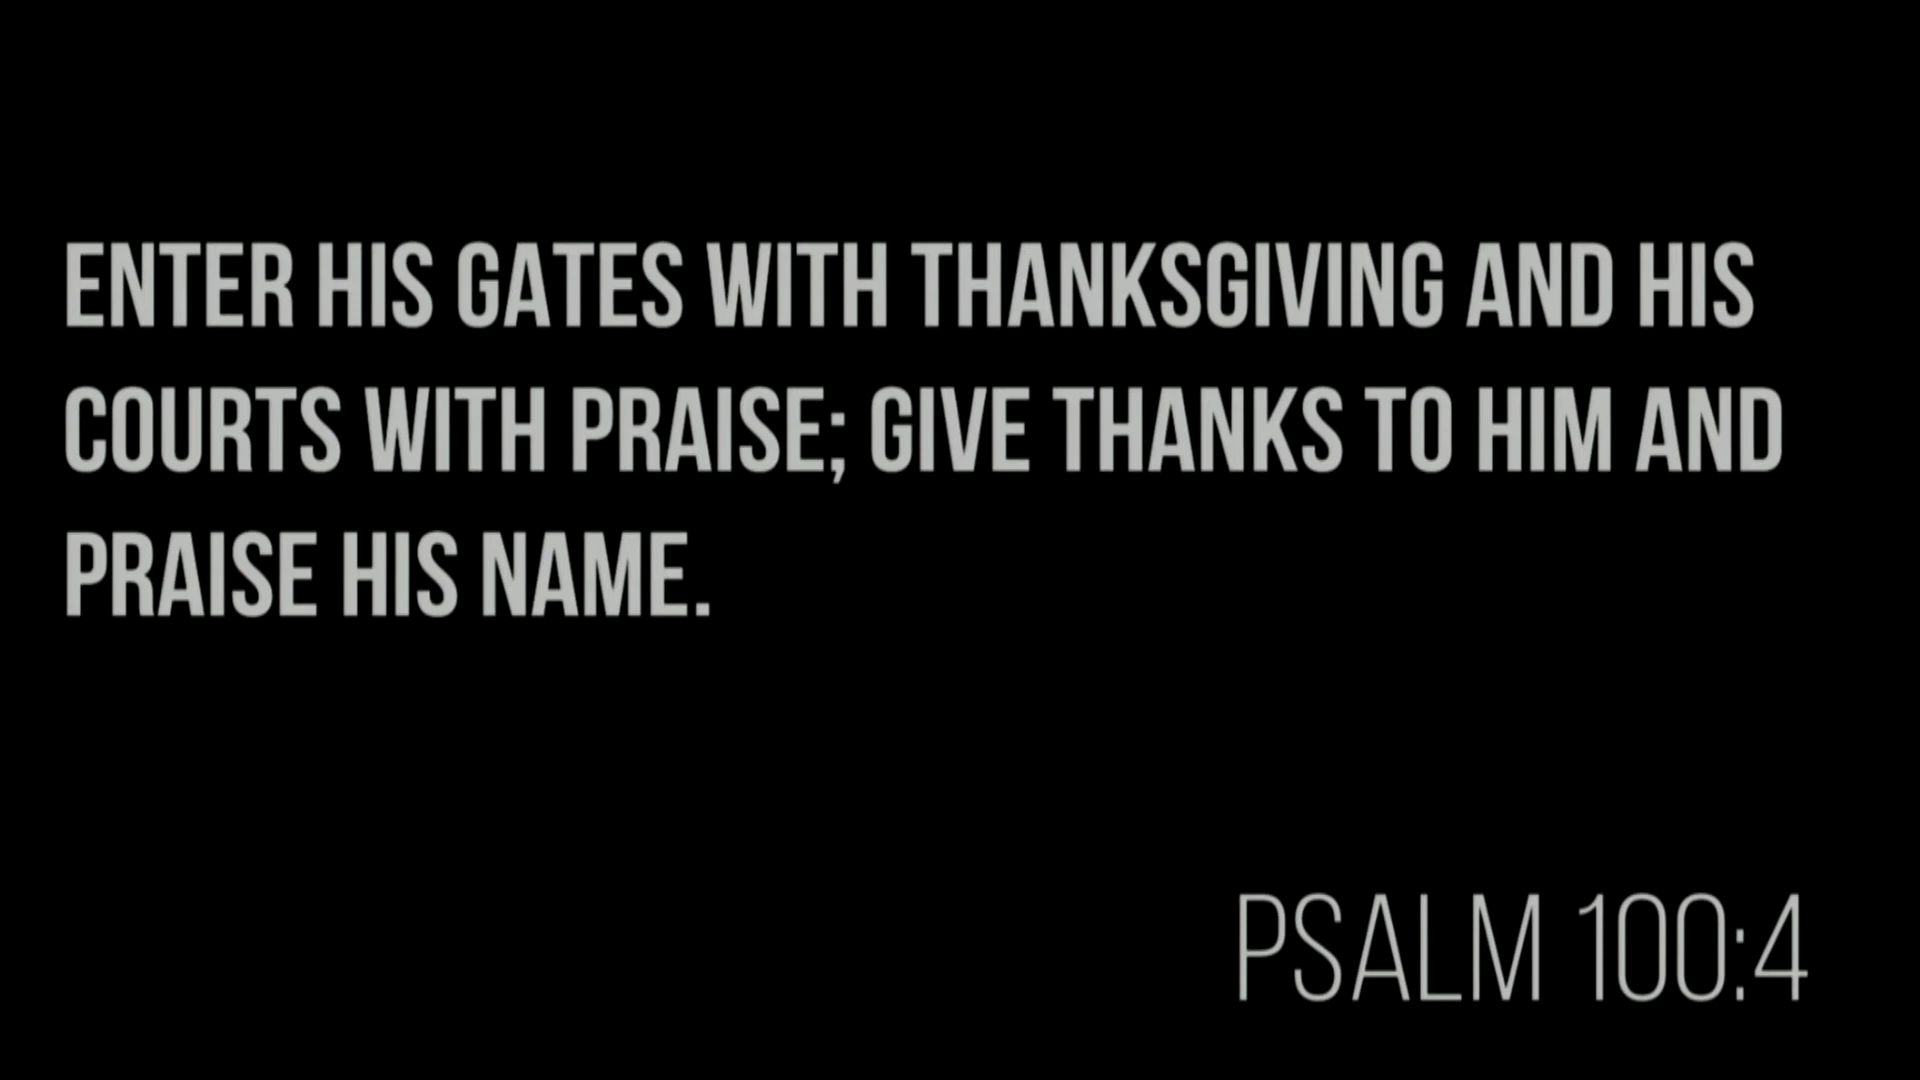 ENTER HIS GATES WITH THANKSGIVING AND HIS
COURTS WITH PRAISE; GIVE THANKS TO HIM AND
PRAISE HIS NAME.
PSALM 100:4